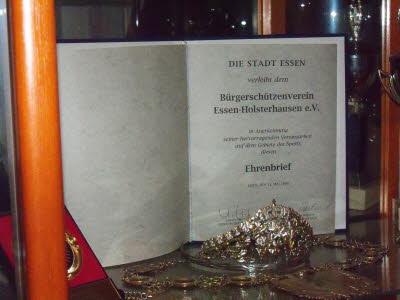 DIE STADT ESSEN
verleiht dem
Bürgerschützenverein
Essen-Holsterhausen e.V.
in Anerkennung
seiner hervorragenden Vereinsarbeit
auf dem Gebiete des Sports
diesen
Ehrenbrief